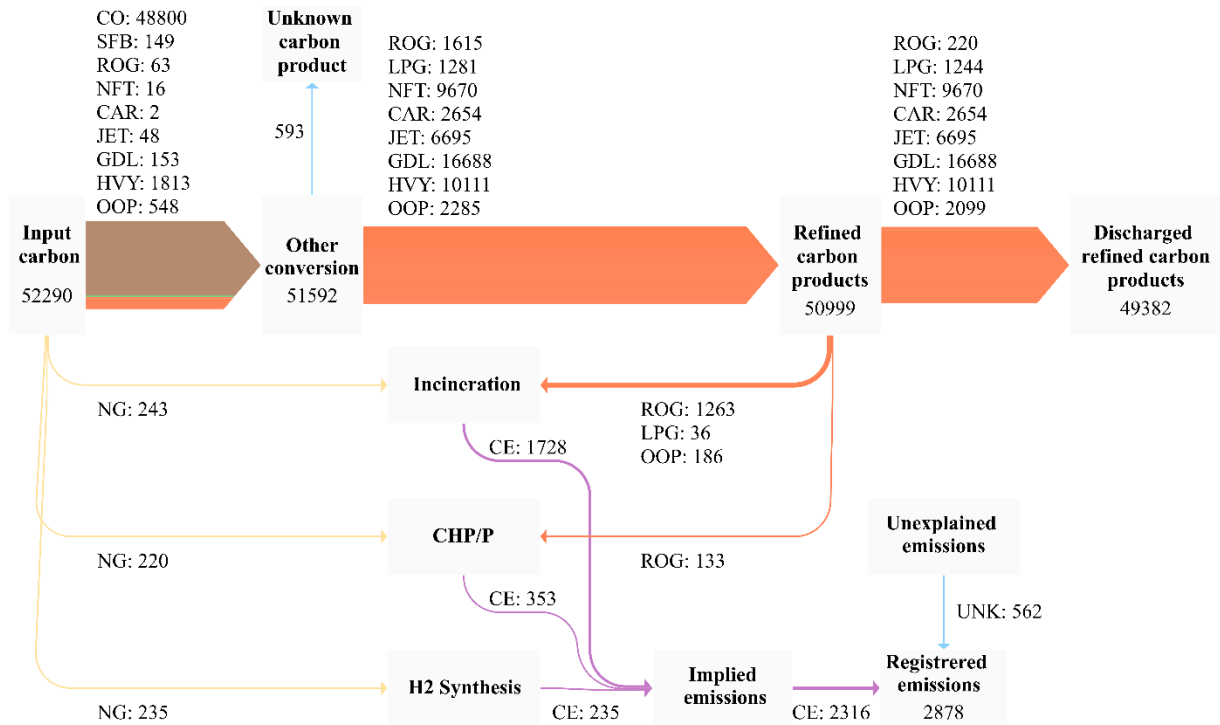 CO: 48800
SFB: 149
ROG: 63
NFT: 16
CAR: 2
JET: 48
GDL: 153
HVY: 1813
OOP: 548
Unknown
carbon
product
593
ROG: 1615
LPG: 1281
NFT: 9670
CAR: 2654
JET: 6695
GDL: 16688
HVY: 10111
OOP: 2285
ROG: 220
LPG: 1244
NFT: 9670
CAR: 2654
JET: 6695
GDL: 16688
HVY: 10111
OOP: 2099
Input
carbon
52290
Other
conversion
51592
Refined
carbon
products
50999
Discharged
refined carbon
products
49382
NG: 243
Incineration
ROG: 1263
LPG: 36
OOP: 186
CE: 1728
NG: 220
CHP/P
ROG: 133
CE: 353
Unexplained
emissions
UNK: 562
NG: 235
H2 Synthesis
CE: 235
Implied
emissions
CE: 2316
Registrered
emissions
2878